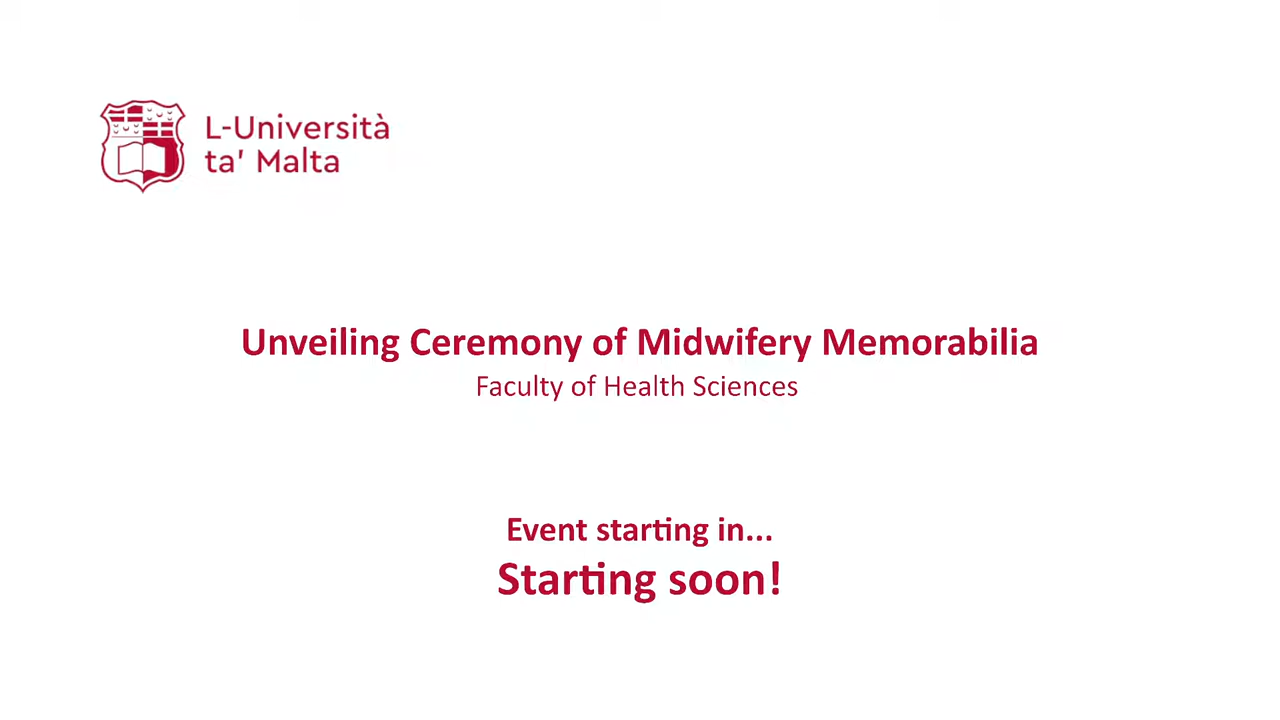 L-Università
ta' Malta
Unveiling Ceremony of Midwifery Memorabilia
Faculty of Health Sciences
Event starting in...
Starting soon!